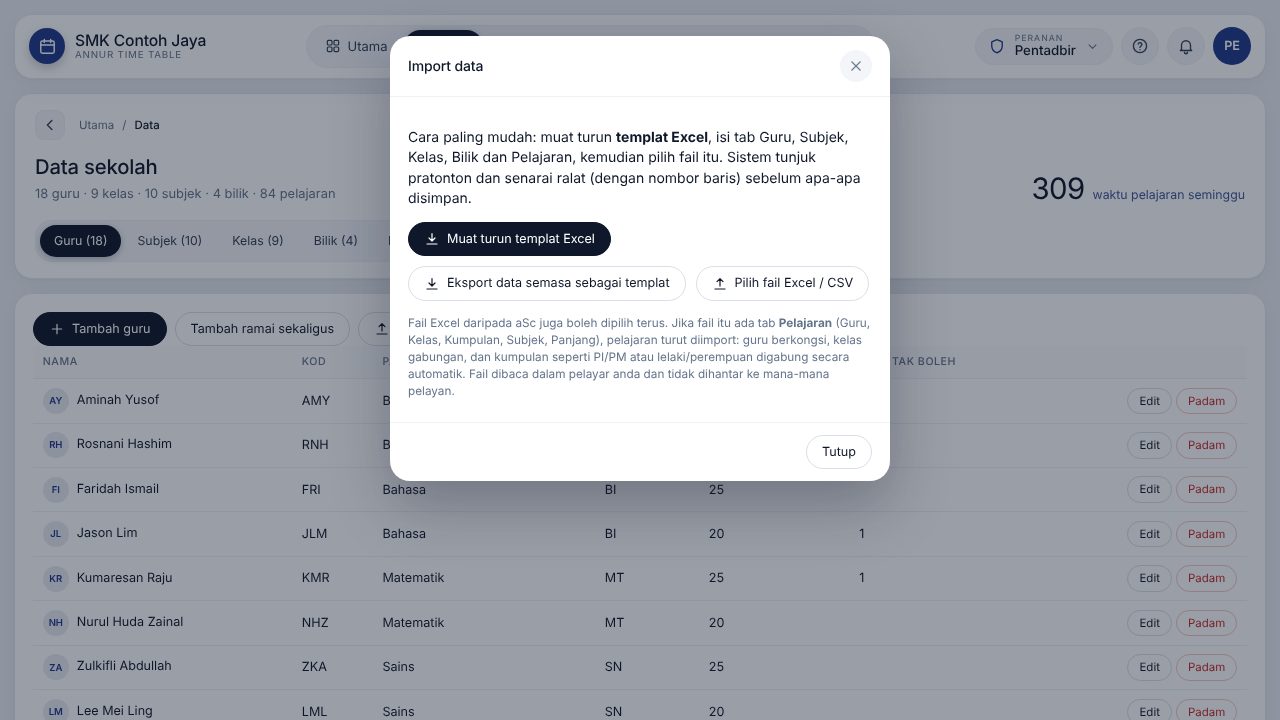 SMK Contoh Jaya
ANNUR TIME TABLE
Utama
PERANAN
Pentadbir
PE
Import data
Utama / Data
Data sekolah
18 guru · 9 kelas · 10 subjek · 4 bilik · 84 pelajaran
309 waktu pelajaran seminggu
Guru (18)
Subjek (10)
Kelas (9)
Bilik (4)
Cara paling mudah: muat turun templat Excel, isi tab Guru, Subjek,
Kelas, Bilik dan Pelajaran, kemudian pilih fail itu. Sistem tunjuk
pratonton dan senarai ralat (dengan nombor baris) sebelum apa-apa
disimpan.
Muat turun templat Excel
Eksport data semasa sebagai templat
Pilih fail Excel / CSV
Fail Excel daripada aSc juga boleh dipilih terus. Jika fail itu ada tab Pelajaran (Guru,
Kelas, Kumpulan, Subjek, Panjang), pelajaran turut diimport: guru berkongsi, kelas
gabungan, dan kumpulan seperti PI/PM atau lelaki/perempuan digabung secara
automatik. Fail dibaca dalam pelayar anda dan tidak dihantar ke mana-mana
pelayan.
Tutup
Tambah guru
Tambah ramai sekaligus
NAMA KOD TAK BOLEH
AY Aminah Yusof AMY Edit Padam
RH Rosnani Hashim RNH Edit Padam
FI Faridah Ismail FRI Bahasa BI 25 Edit Padam
JL Jason Lim JLM Bahasa BI 20 1 Edit Padam
KR Kumaresan Raju KMR Matematik MT 25 1 Edit Padam
NH Nurul Huda Zainal NHZ Matematik MT 20 Edit Padam
ZA Zulkifli Abdullah ZKA Sains SN 25 Edit Padam
LM Lee Mei Ling LML Sains SN 20 Edit Padam